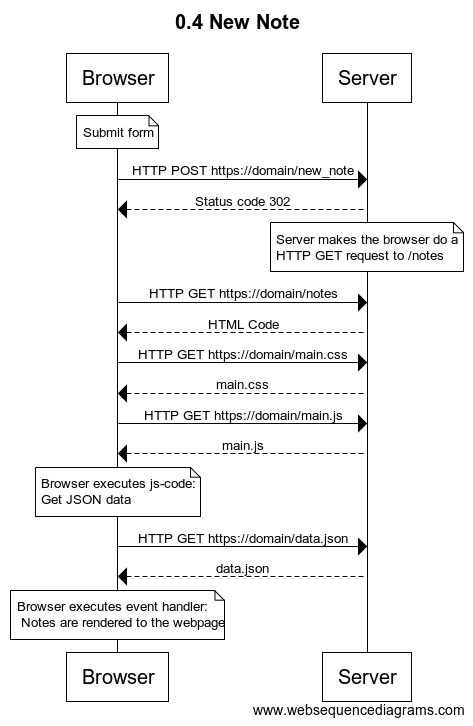 0.4 New Note
Browser
Server
Submit form
HTTP POST https://domain/new_note
Status code 302
Server makes the browser do a
HTTP GET request to /notes
HTTP GET https://domain/notes
HTML Code
HTTP GET https://domain/main.css
main.css
HTTP GET https://domain/main.js
main.js
Browser executes js-code:
Get JSON data
HTTP GET https://domain/data.json
data.json
Browser executes event handler:
Notes are rendered to the webpage
Browser
Server
www.websequencediagrams.com